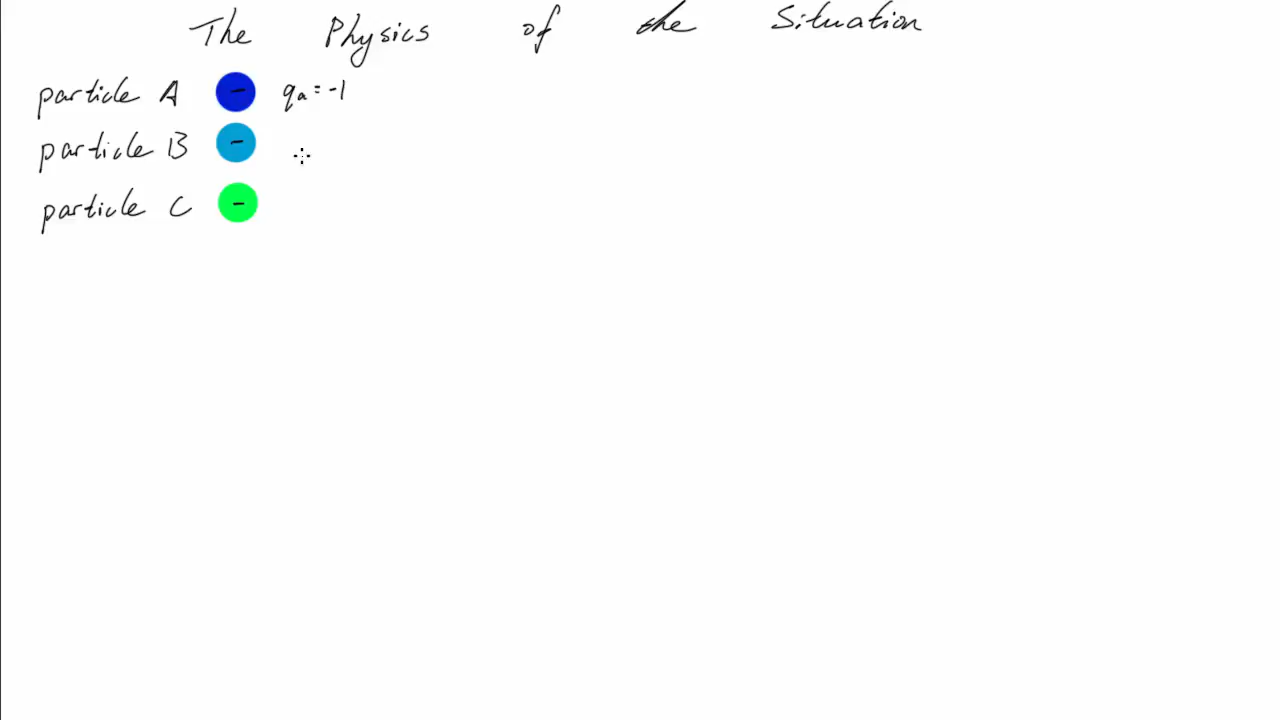 The Physics of the Situation
particle A - qa = -1
particle B -
particle C -